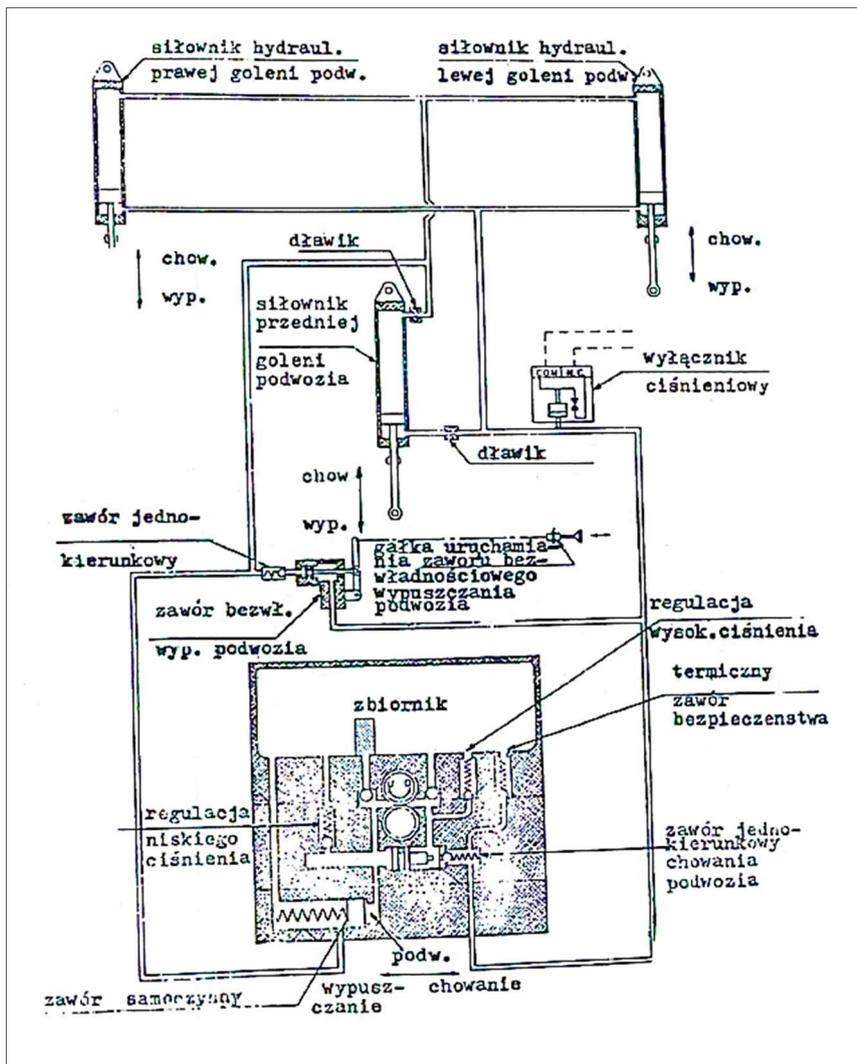 siłownik hydraul.
prawej goleni podw.
siłownik hydraul.
lewej goleni podw.
chow.
wyp.
dławik
chow.
wyp.
siłownik
przedniej
goleni
podwozia
COM N.C.
wyłącznik
ciśnieniowy
dławik
chow
wyp.
zawór jedno-
kierunkowy
gałka uruchamia-
nia zaworu bez-
władnościowego
wypuszczania
podwozia
zawór bezwł.
wyp. podwozia
regulacja
wysok.ciśnienia
termiczny
zawór
bezpieczenstwa
zbiornik
regulacja
niskiego
ciśnienia
zawór jedno-
kierunkowy
chowania
podwozia
podw.
wypusz-
czanie
chowanie
zawór samoczynny